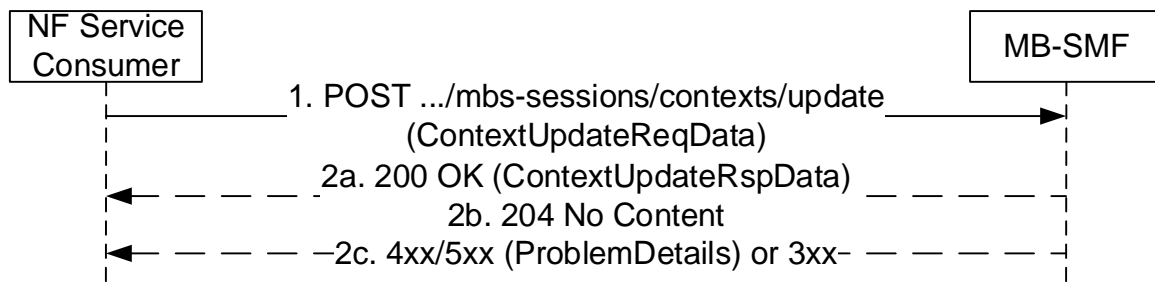 NF Service
Consumer
MB-SMF
1. POST .../mbs-sessions/contexts/update
(ContextUpdateReqData)
2a. 200 OK (ContextUpdateRspData)
2b. 204 No Content
2c. 4xx/5xx (ProblemDetails) or 3xx